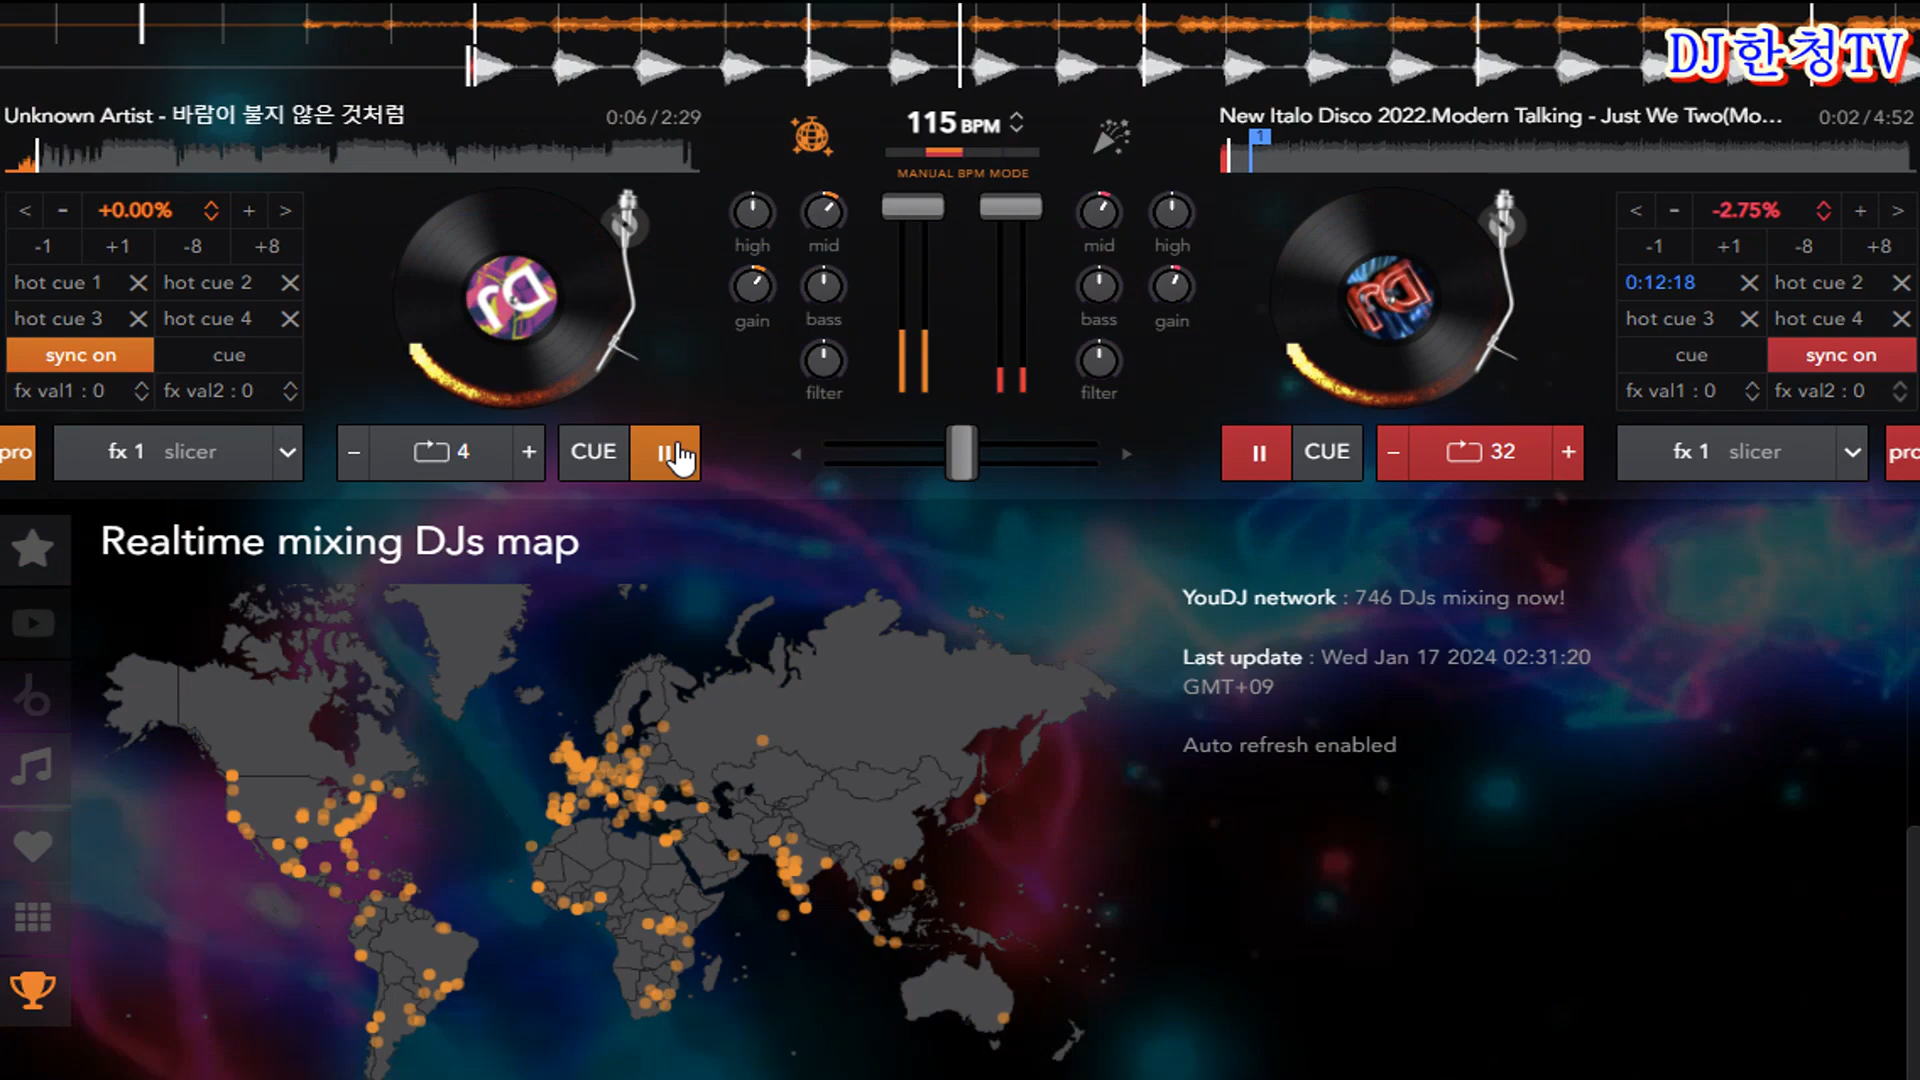 DJ한청TV
Unknown Artist - 바람이 불지 않은 것처럼
0:06 / 2:29
115 BPM
New Italo Disco 2022.Modern Talking - Just We Two(Mo...
0:02 / 4:52
1
MANUAL BPM MODE
< - +0.00% + >
-1 +1 -8 +8
hot cue 1 hot cue 2
hot cue 3 hot cue 4
sync on cue
fx val1 : 0 fx val2 : 0
high mid
gain bass
filter
mid high
bass gain
filter
< - -2.75% + >
-1 +1 -8 +8
0:12:18 hot cue 2
hot cue 3 hot cue 4
cue sync on
fx val1 : 0 fx val2 : 0
pro fx 1 slicer - 4 + CUE
CUE - 32 + fx 1 slicer pro
Realtime mixing DJs map
YouDJ network : 746 DJs mixing now!
Last update : Wed Jan 17 2024 02:31:20
GMT+09
Auto refresh enabled